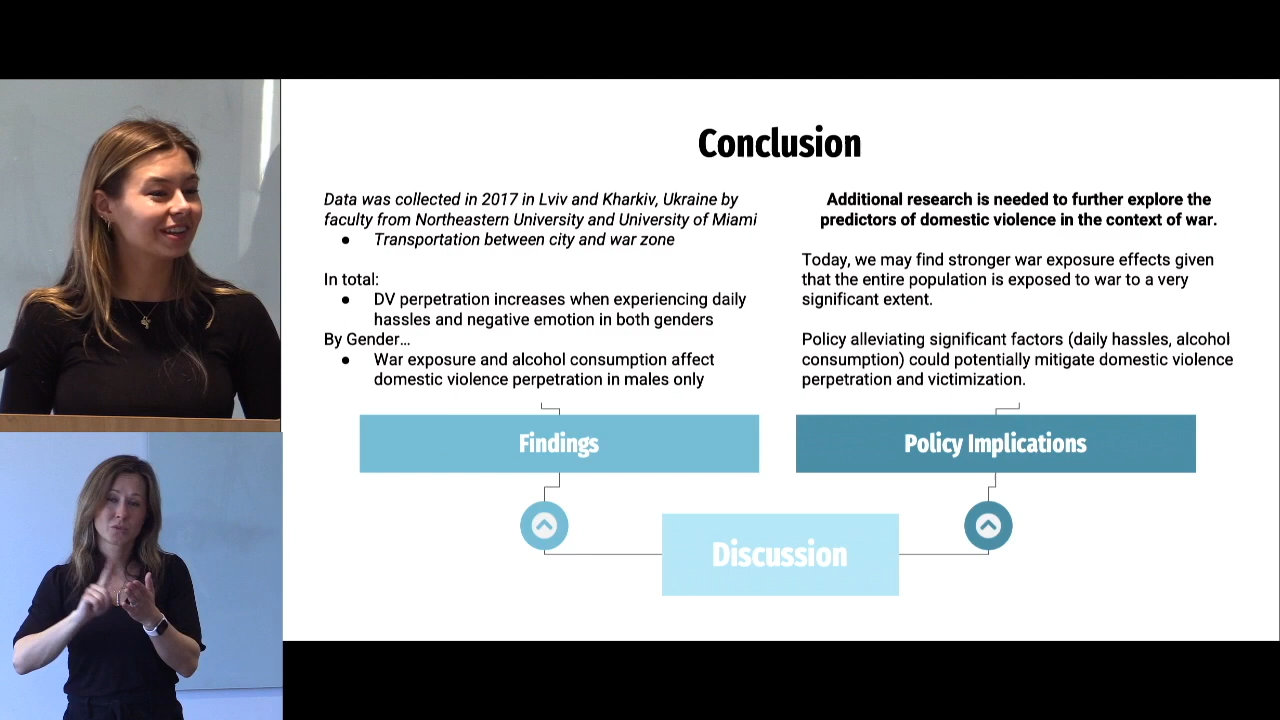 Conclusion
Data was collected in 2017 in Lviv and Kharkiv, Ukraine by
faculty from Northeastern University and University of Miami
● Transportation between city and war zone
In total:
● DV perpetration increases when experiencing daily
hassles and negative emotion in both genders
By Gender…
● War exposure and alcohol consumption affect
domestic violence perpetration in males only
Additional research is needed to further explore the
predictors of domestic violence in the context of war.
Today, we may find stronger war exposure effects given
that the entire population is exposed to war to a very
significant extent.
Policy alleviating significant factors (daily hassles, alcohol
consumption) could potentially mitigate domestic violence
perpetration and victimization.
Findings
Policy Implications
Discussion